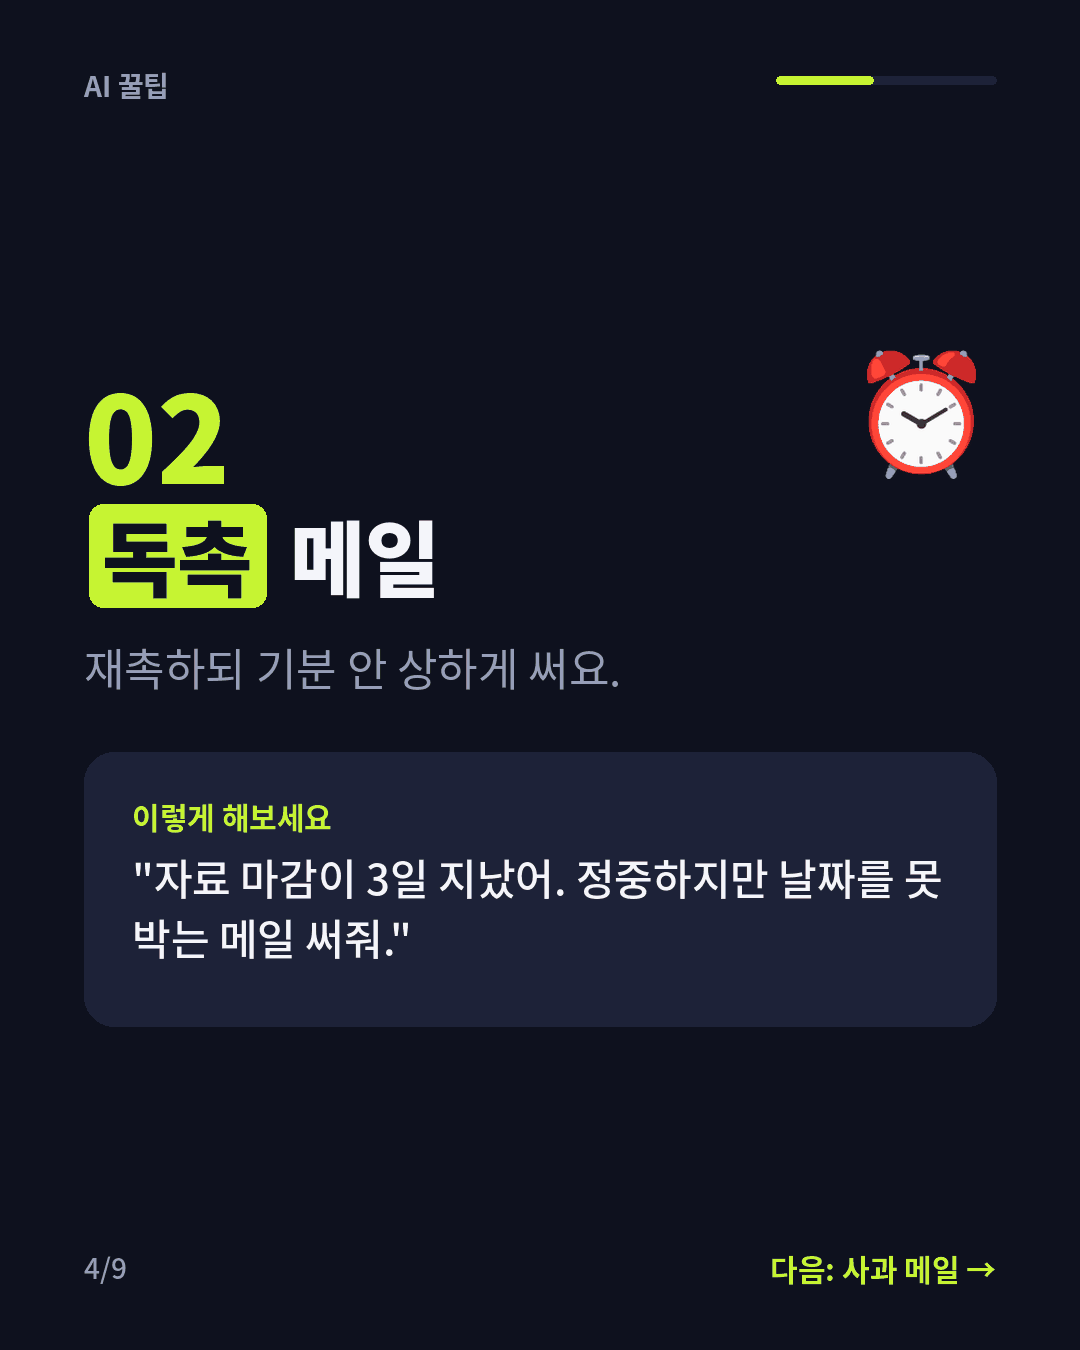 AI 꿀팁
02
독촉 메일
재촉하되 기분 안 상하게 써요.
이렇게 해보세요
"자료 마감이 3일 지났어. 정중하지만 날짜를 못
박는 메일 써줘."
4/9
다음: 사과 메일 →